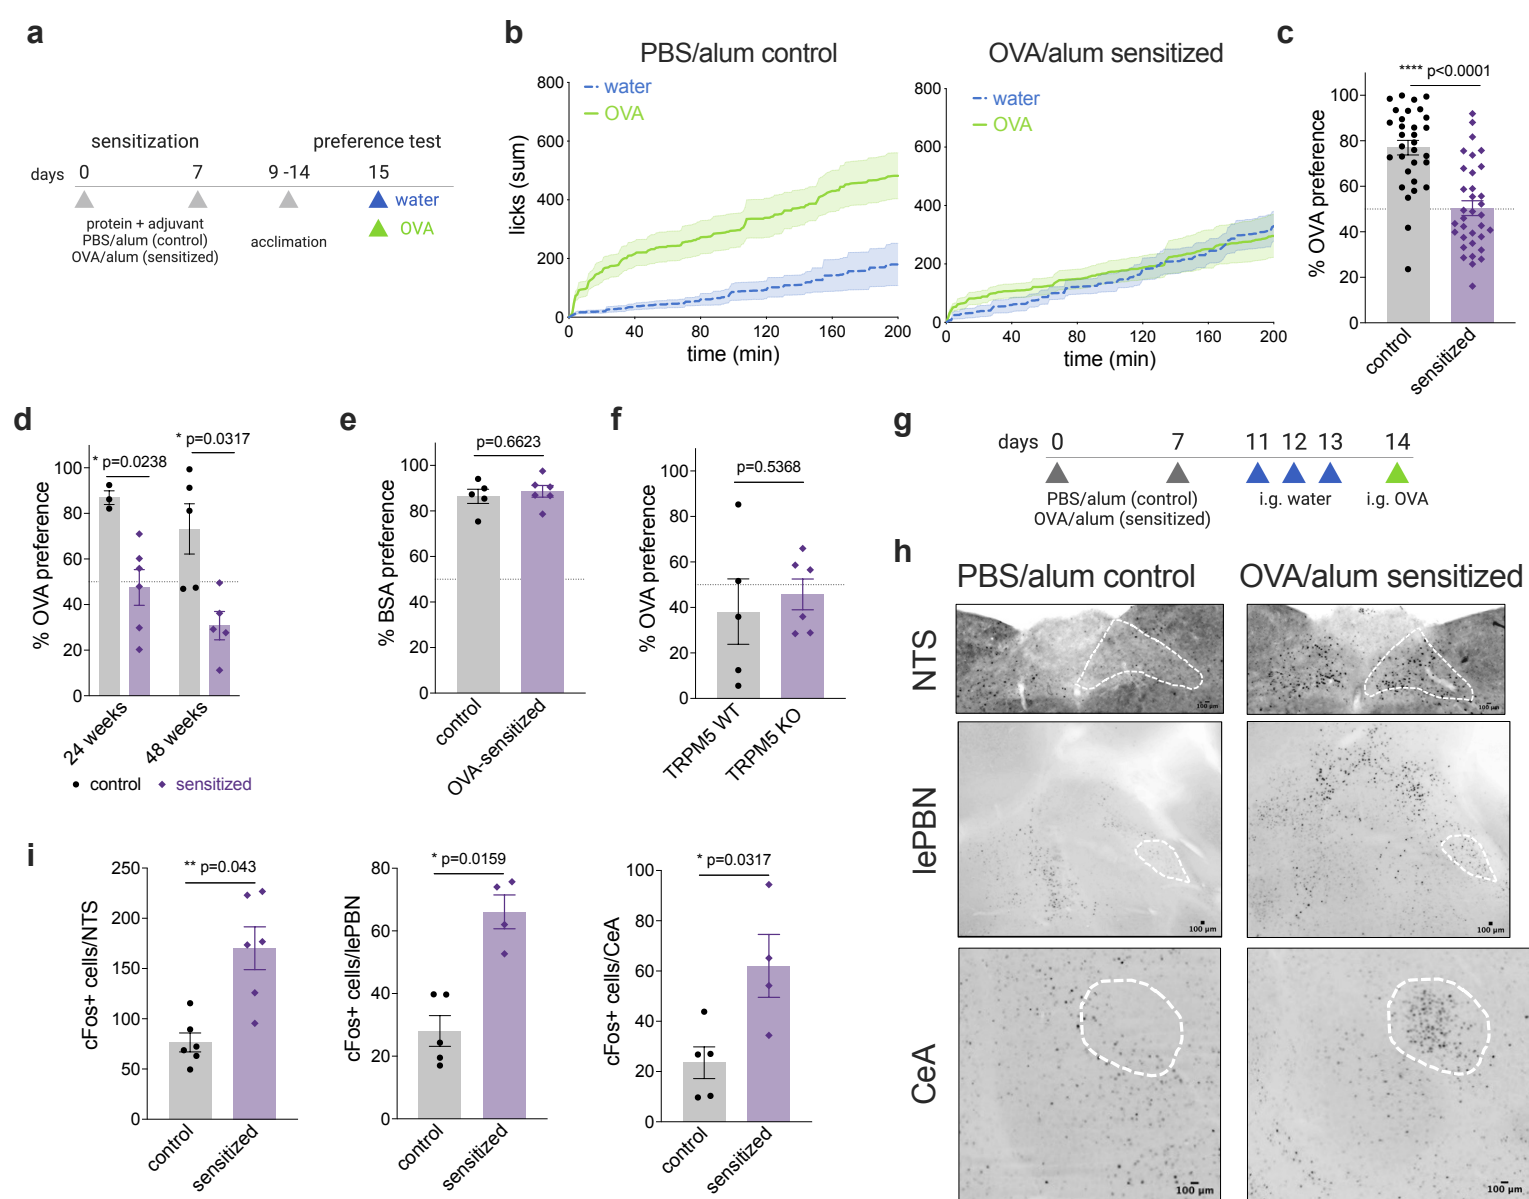 a
sensitization
preference test
days 0 7 9 -14 15
water
OVA
protein + adjuvant
PBS/alum (control)
OVA/alum (sensitized)
acclimation
b
PBS/alum control
water
OVA
licks (sum)
800
600
400
200
0
0 40 80 120 160 200
time (min)
OVA/alum sensitized
water
OVA
800
600
400
200
0
0 40 80 120 160 200
time (min)
c
**** p<0.0001
% OVA preference
100
80
60
40
20
0
control
sensitized
d
* p=0.0238
* p=0.0317
% OVA preference
100
80
60
40
20
0
24 weeks
48 weeks
control
sensitized
e
p=0.6623
% BSA preference
100
80
60
40
20
0
control
OVA-sensitized
f
p=0.5368
% OVA preference
100
80
60
40
20
0
TRPM5 WT
TRPM5 KO
g
days 0 7 11 12 13 14
PBS/alum (control)
OVA/alum (sensitized)
i.g. water
i.g. OVA
h
PBS/alum control
OVA/alum sensitized
NTS
100 µm
100 µm
lePBN
100 µm
100 µm
CeA
100 µm
100 µm
i
** p=0.043
cFos+ cells/NTS
250
200
150
100
50
0
control
sensitized
* p=0.0159
cFos+ cells/lePBN
80
60
40
20
0
control
sensitized
* p=0.0317
cFos+ cells/CeA
100
80
60
40
20
0
control
sensitized